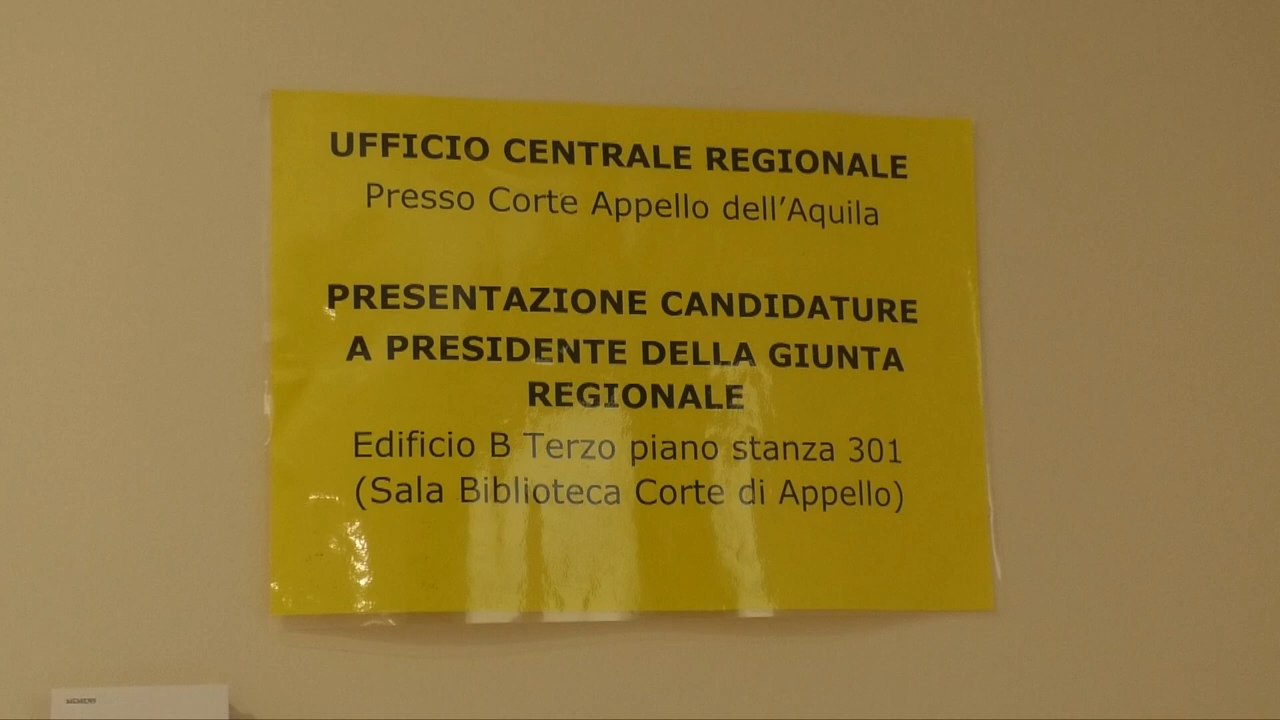 UFFICIO CENTRALE REGIONALE
Presso Corte Appello dell'Aquila
PRESENTAZIONE CANDIDATURE
A PRESIDENTE DELLA GIUNTA
REGIONALE
Edificio B Terzo piano stanza 301
(Sala Biblioteca Corte di Appello)
SIEMENS